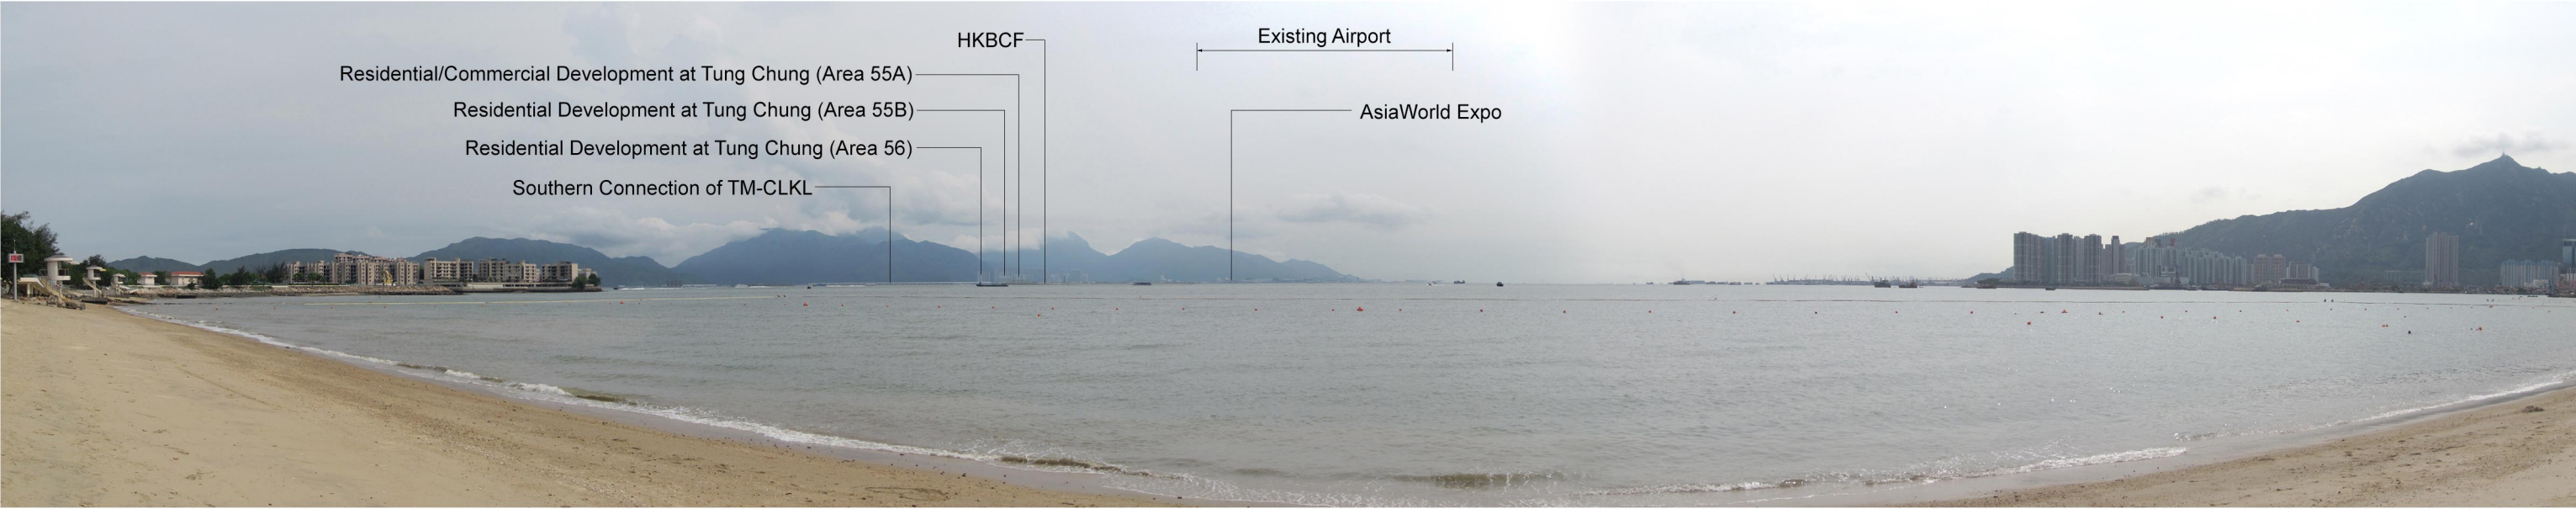 HKBCF
Existing Airport
Residential/Commercial Development at Tung Chung (Area 55A)
Residential Development at Tung Chung (Area 55B)
AsiaWorld Expo
Residential Development at Tung Chung (Area 56)
Southern Connection of TM-CLKL